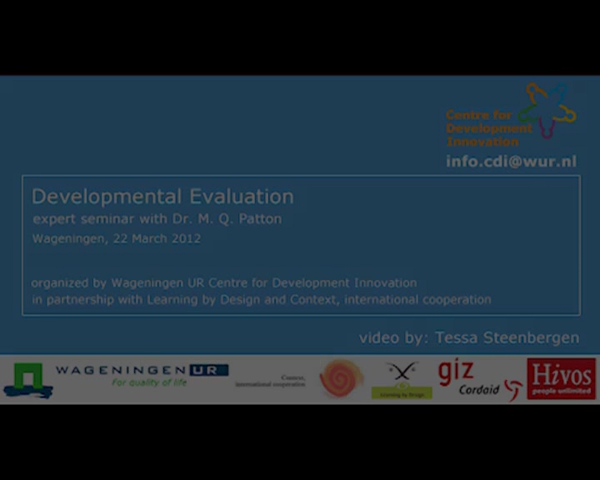 Centre for
Development
Innovation
info.cdi@wur.nl
Developmental Evaluation
expert seminar with Dr. M. Q. Patton
Wageningen, 22 March 2012
organized by Wageningen UR Centre for Development Innovation
in partnership with Learning by Design and Context, international cooperation
video by: Tessa Steenbergen
WAGENINGEN UR
For quality of life
Context,
international cooperation
Learning by Design
giz
Cordaid
Hivos
people unlimited